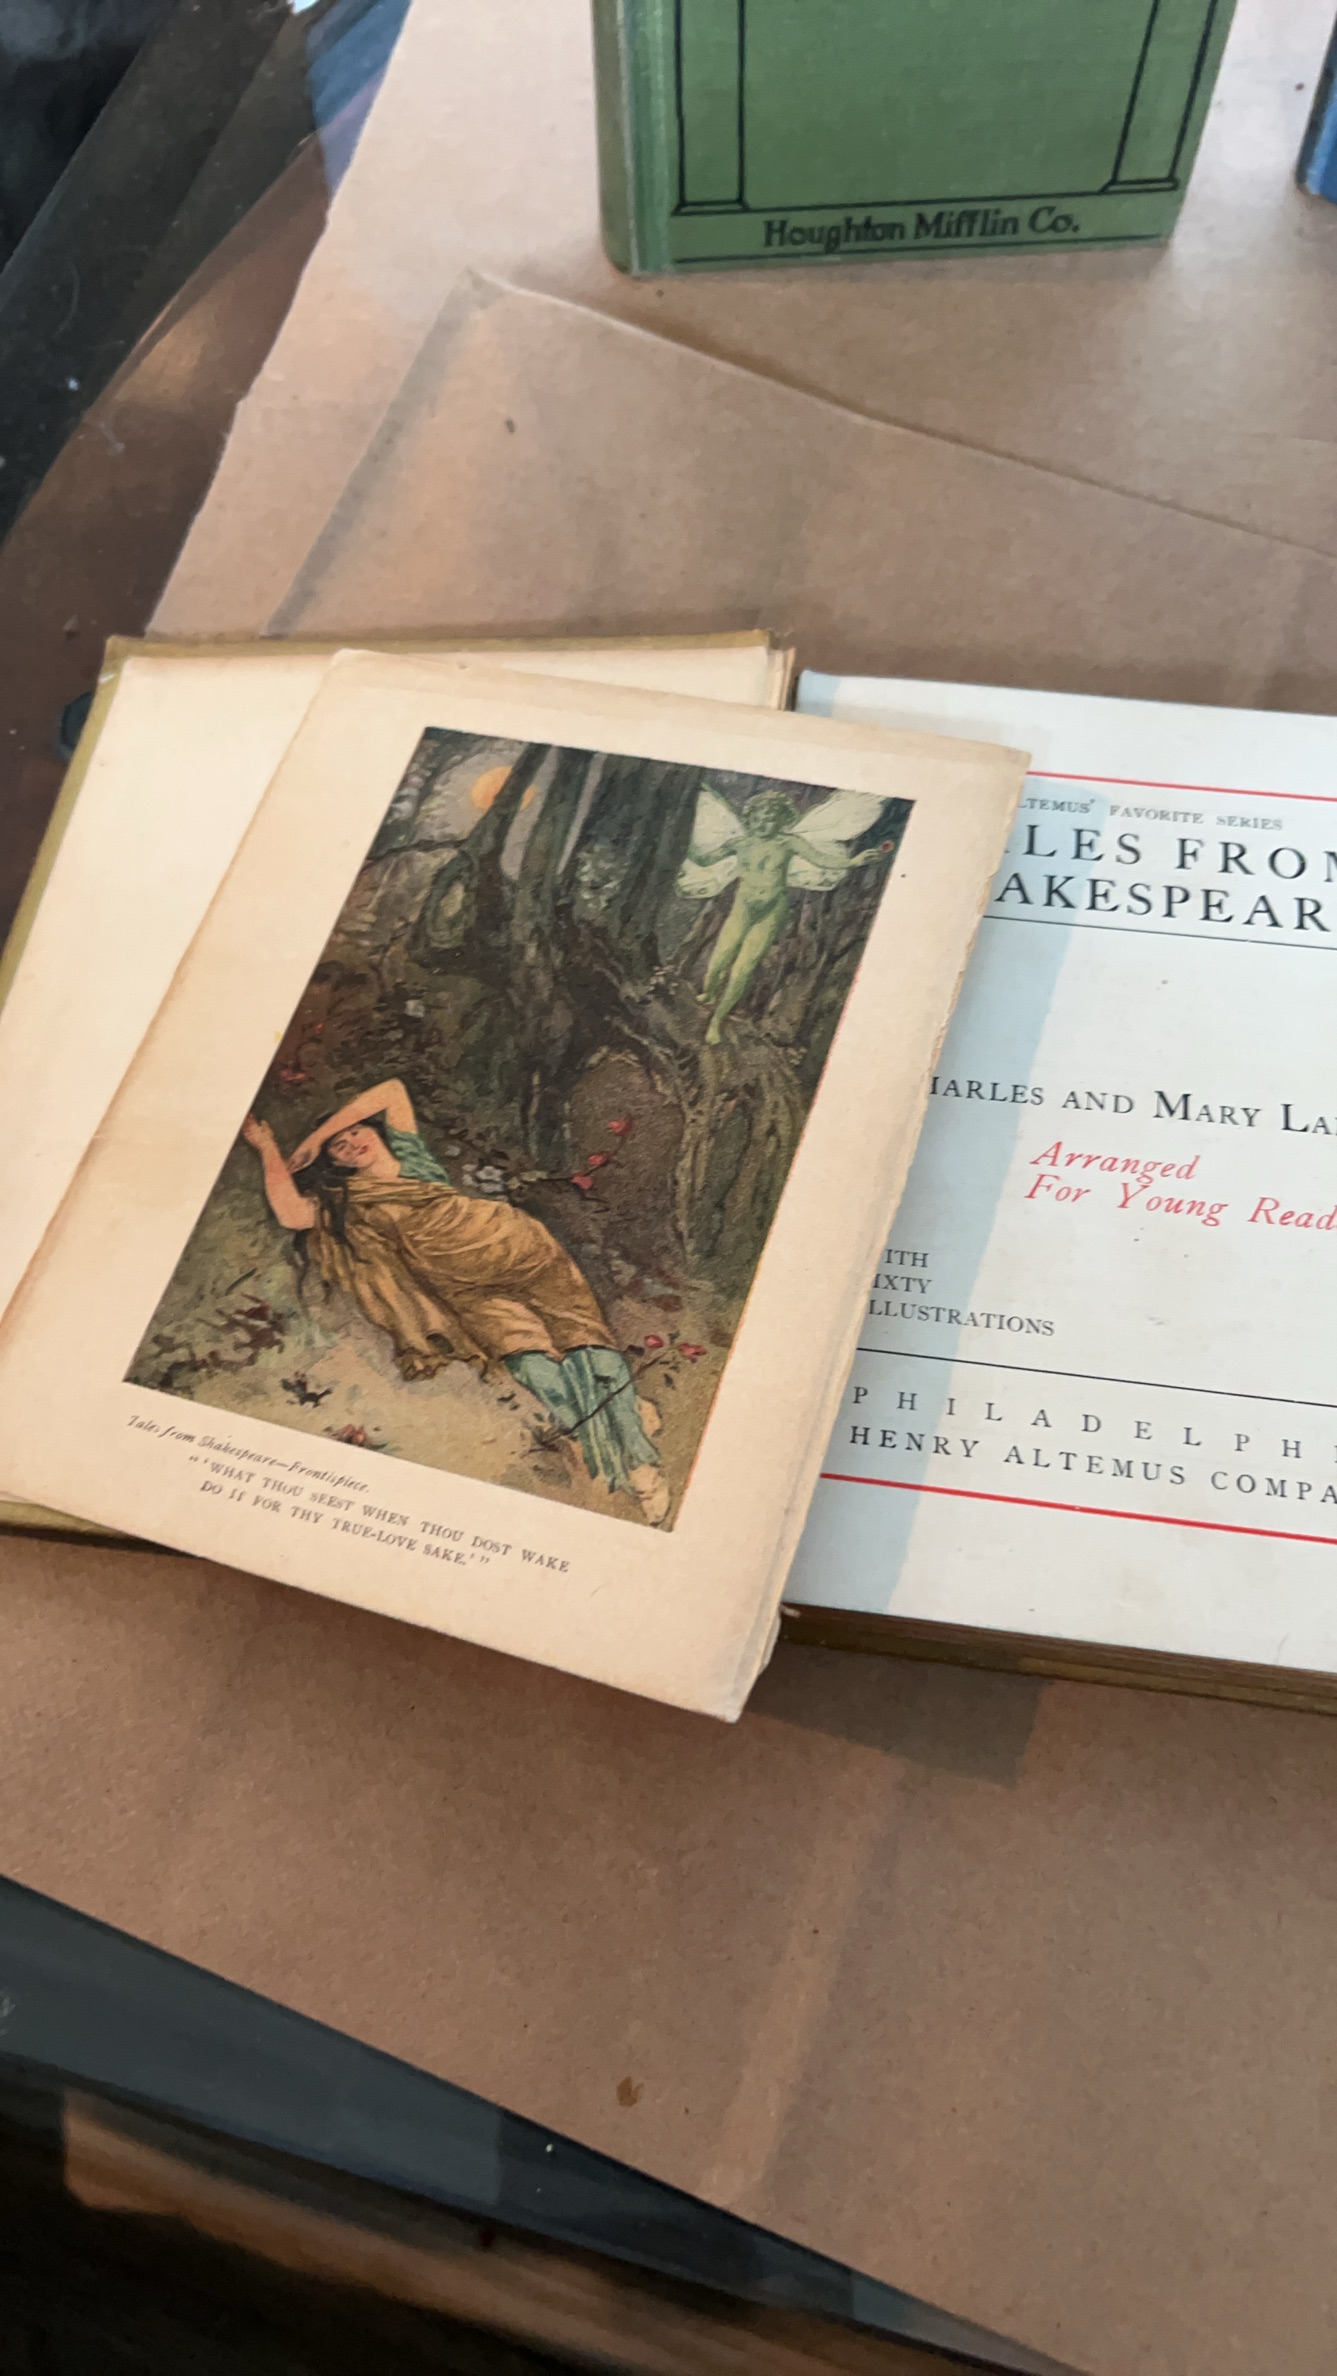 Houghton Mifflin Co.
Tales from Shakespeare—Frontispiece.
"'WHAT THOU SEEST WHEN THOU DOST WAKE
DO IT FOR THY TRUE-LOVE SAKE.'"
LTEMUS' FAVORITE SERIES
LES FROM
AKESPEAR
HARLES AND MARY LA
Arranged
For Young Read
ITH
IXTY
LLUSTRATIONS
PHILADELPH
HENRY ALTEMUS COMPA